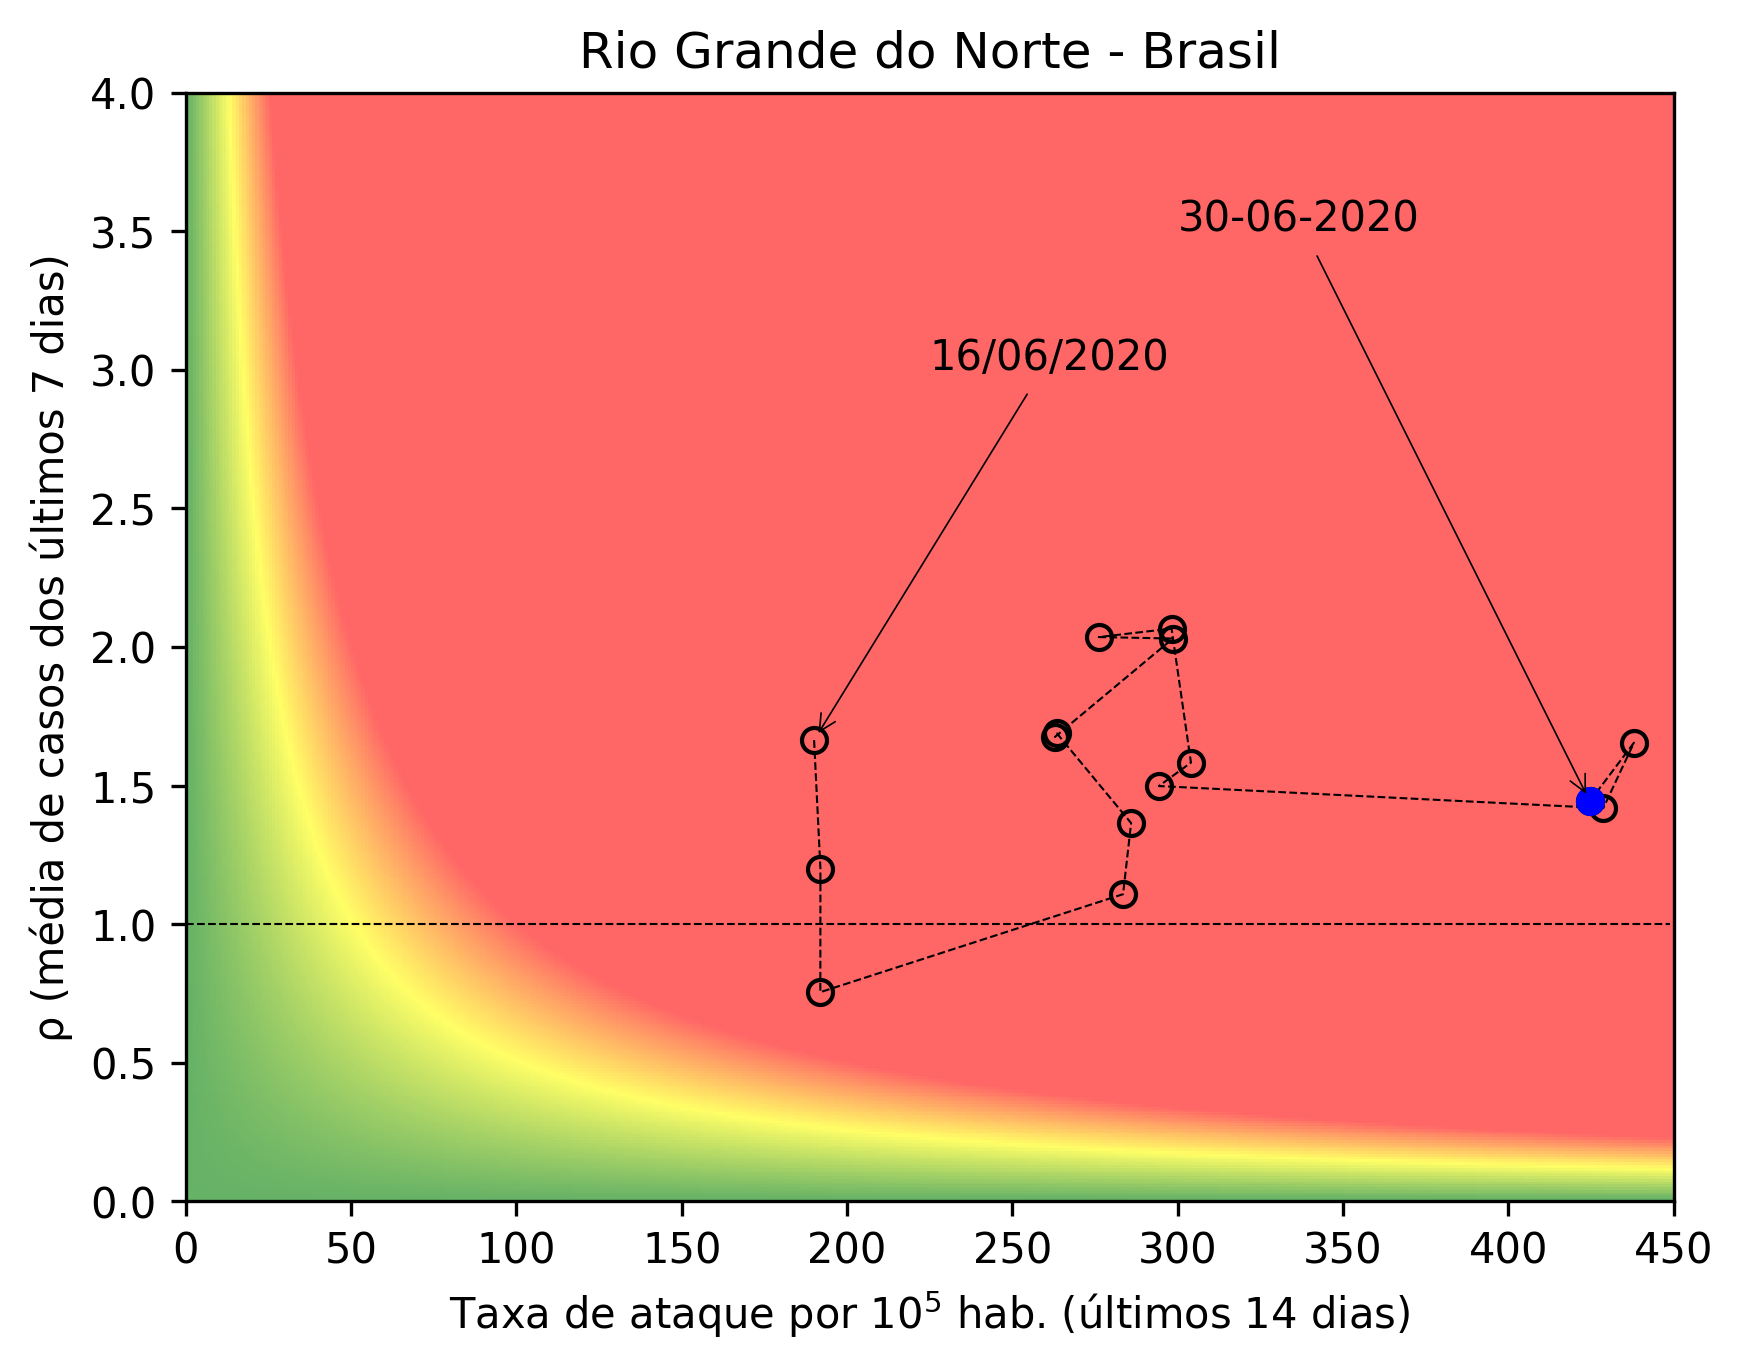 Rio Grande do Norte - Brasil
4.0
3.5
3.0
2.5
2.0
1.5
1.0
0.5
0.0
ρ (média de casos dos últimos 7 dias)
30-06-2020
16/06/2020
0 50 100 150 200 250 300 350 400 450
Taxa de ataque por 10⁵ hab. (últimos 14 dias)